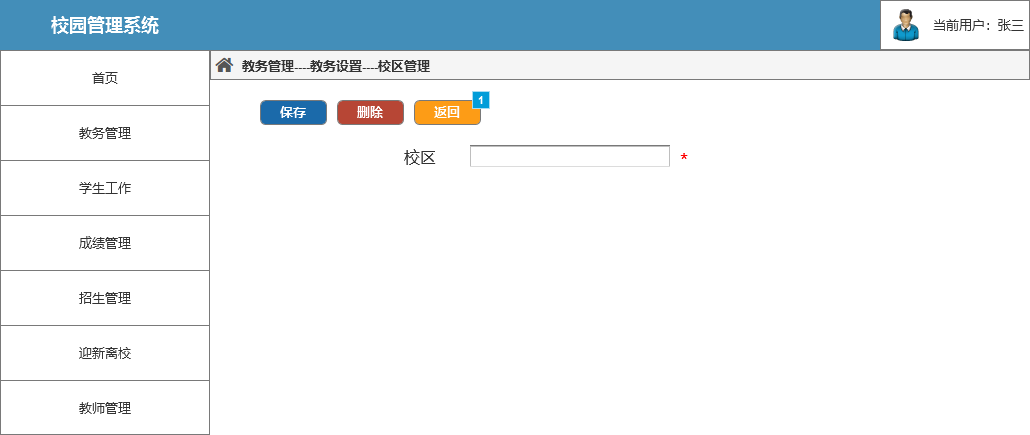 校园管理系统
当前用户：张三
首页
教务管理
学生工作
成绩管理
招生管理
迎新离校
教师管理
教务管理----教务设置----校区管理
保存 删除 返回 1
校区 *